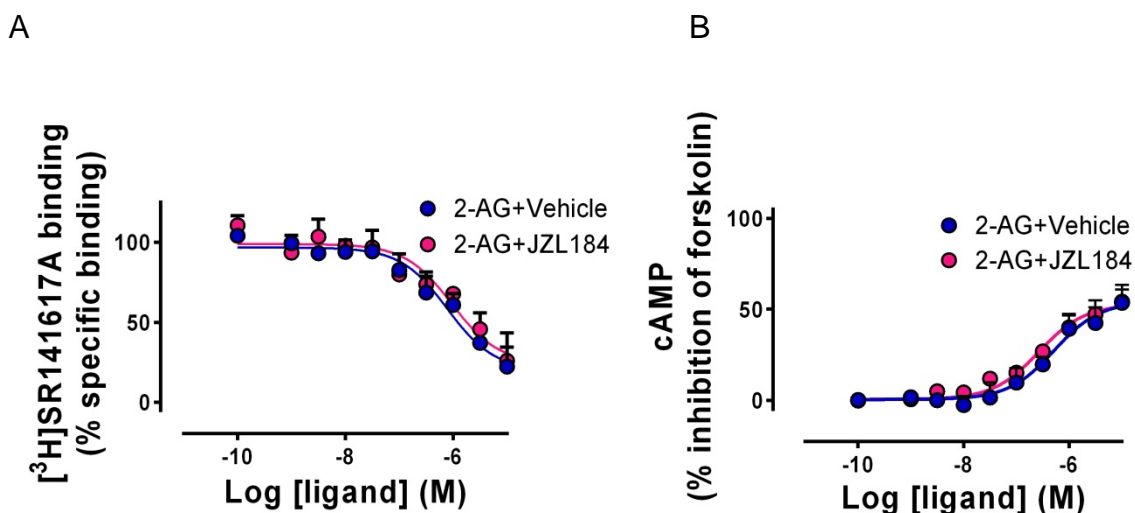 A
B
[³H]SR141617A binding
(% specific binding)
100
50
0
-10
-8
-6
Log [ligand] (M)
2-AG+Vehicle
2-AG+JZL184
cAMP
(% inhibition of forskolin)
100
50
0
-10
-8
-6
Log [ligand] (M)
2-AG+Vehicle
2-AG+JZL184